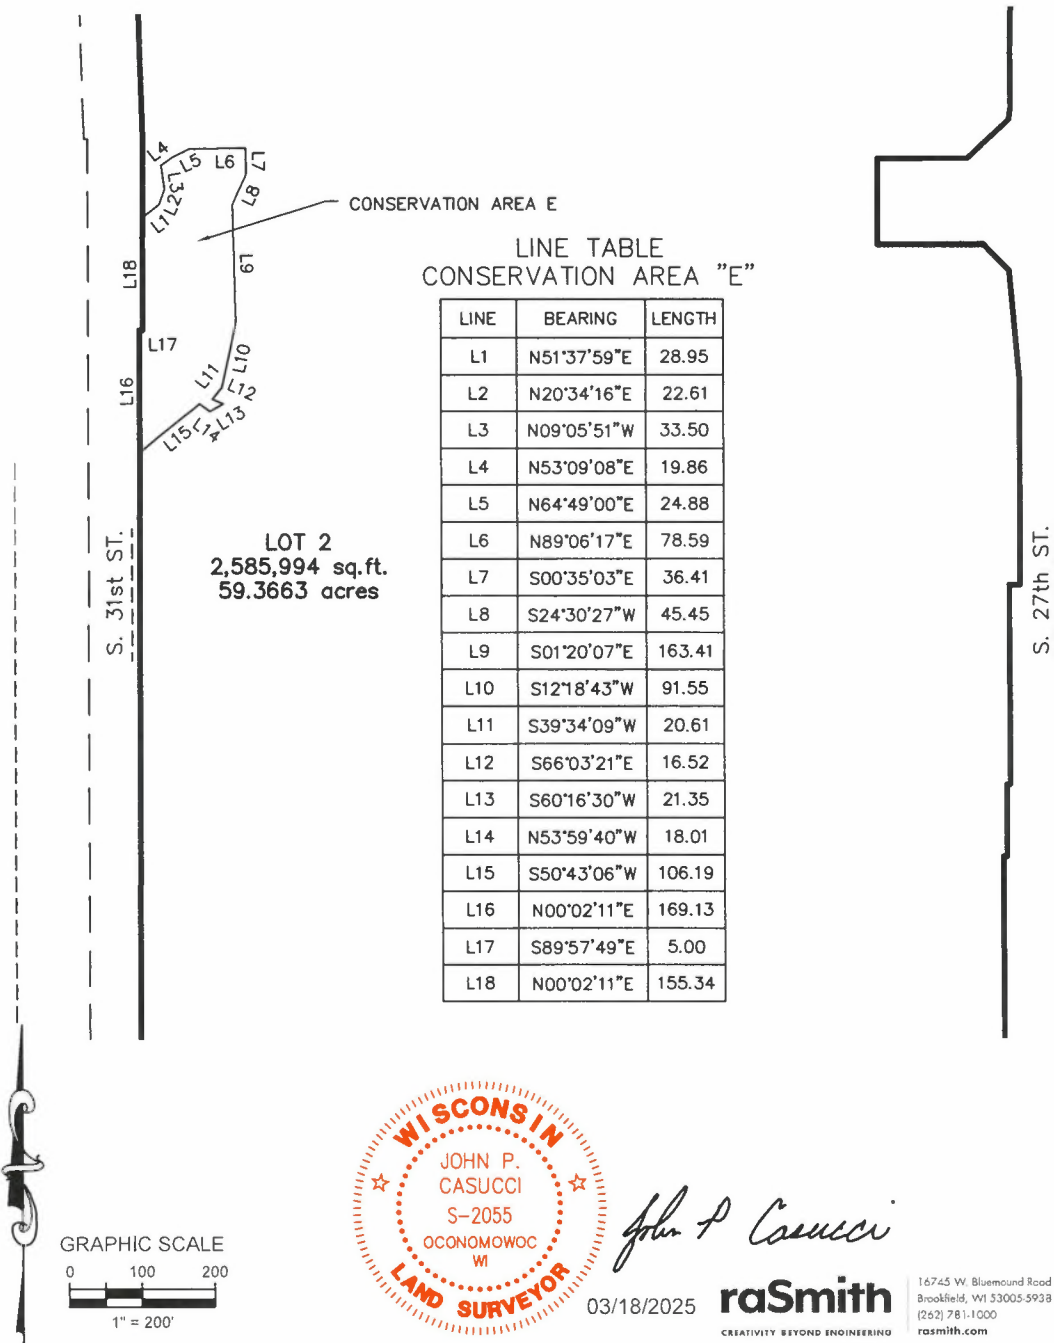 L4
L5
L6
L7
L3
L2
L1
L8
CONSERVATION AREA E
L18
L9
LINE TABLE
CONSERVATION AREA "E"
LINE BEARING LENGTH
L1 N51°37'59"E 28.95
L2 N20°34'16"E 22.61
L3 N09°05'51"W 33.50
L4 N53°09'08"E 19.86
L5 N64°49'00"E 24.88
L6 N89°06'17"E 78.59
L7 S00°35'03"E 36.41
L8 S24°30'27"W 45.45
L9 S01°20'07"E 163.41
L10 S12°18'43"W 91.55
L11 S39°34'09"W 20.61
L12 S66°03'21"E 16.52
L13 S60°16'30"W 21.35
L14 N53°59'40"W 18.01
L15 S50°43'06"W 106.19
L16 N00°02'11"E 169.13
L17 S89°57'49"E 5.00
L18 N00°02'11"E 155.34
L17
L16
L11
L10
L12
L13
L14
L15
LOT 2
2,585,994 sq.ft.
59.3663 acres
S. 31st ST.
S. 27th ST.
WISCONSIN
JOHN P.
CASUCCI
S-2055
OCONOMOWOC
WI
LAND SURVEYOR
John P Casucci
03/18/2025
GRAPHIC SCALE
0 100 200
1" = 200'
raSmith
CREATIVITY BEYOND ENGINEERING
16745 W. Bluemound Road
Brookfield, WI 53005-5938
(262) 781-1000
rasmith.com